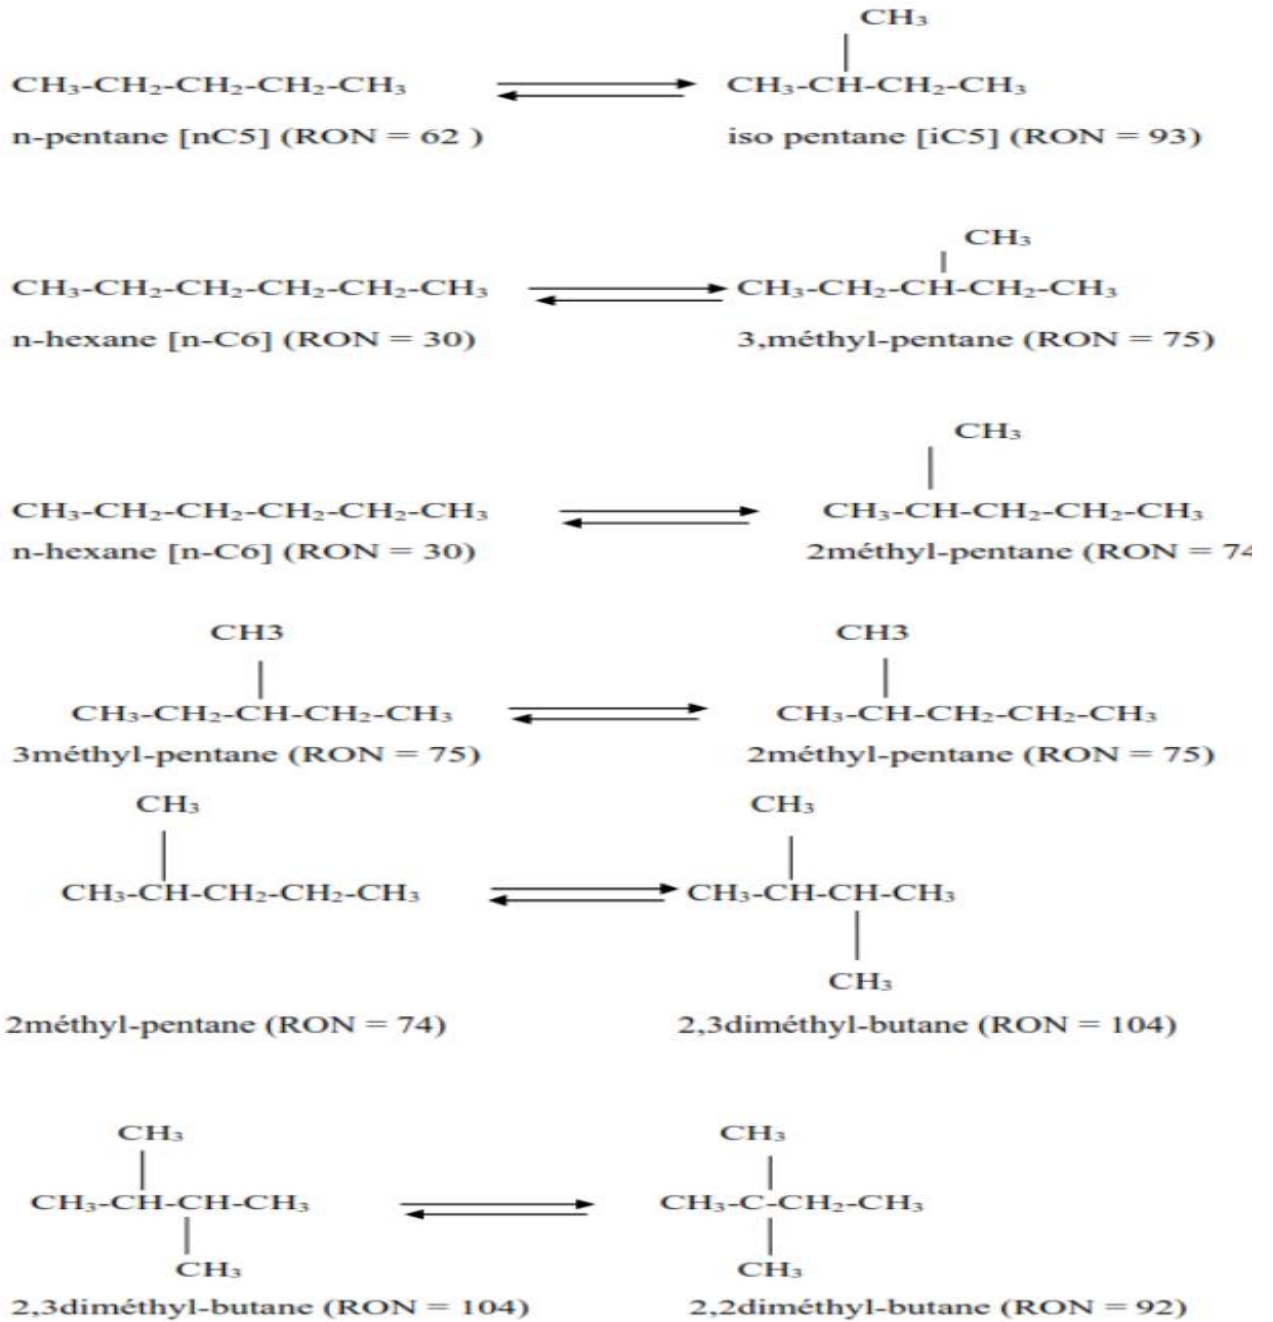 CH₃
CH₃-CH₂-CH₂-CH₂-CH₃ CH₃-CH-CH₂-CH₃
n-pentane [nC5] (RON = 62 ) iso pentane [iC5] (RON = 93)
CH₃
CH₃-CH₂-CH₂-CH₂-CH₂-CH₃ CH₃-CH₂-CH-CH₂-CH₃
n-hexane [n-C6] (RON = 30) 3,méthyl-pentane (RON = 75)
CH₃
CH₃-CH₂-CH₂-CH₂-CH₂-CH₃ CH₃-CH-CH₂-CH₂-CH₃
n-hexane [n-C6] (RON = 30) 2méthyl-pentane (RON = 74
CH3 CH3
CH₃-CH₂-CH-CH₂-CH₃ CH₃-CH-CH₂-CH₂-CH₃
3méthyl-pentane (RON = 75) 2méthyl-pentane (RON = 75)
CH₃ CH₃
CH₃-CH-CH₂-CH₂-CH₃ CH₃-CH-CH-CH₃
CH₃
2méthyl-pentane (RON = 74) 2,3diméthyl-butane (RON = 104)
CH₃ CH₃
CH₃-CH-CH-CH₃ CH₃-C-CH₂-CH₃
CH₃ CH₃
2,3diméthyl-butane (RON = 104) 2,2diméthyl-butane (RON = 92)